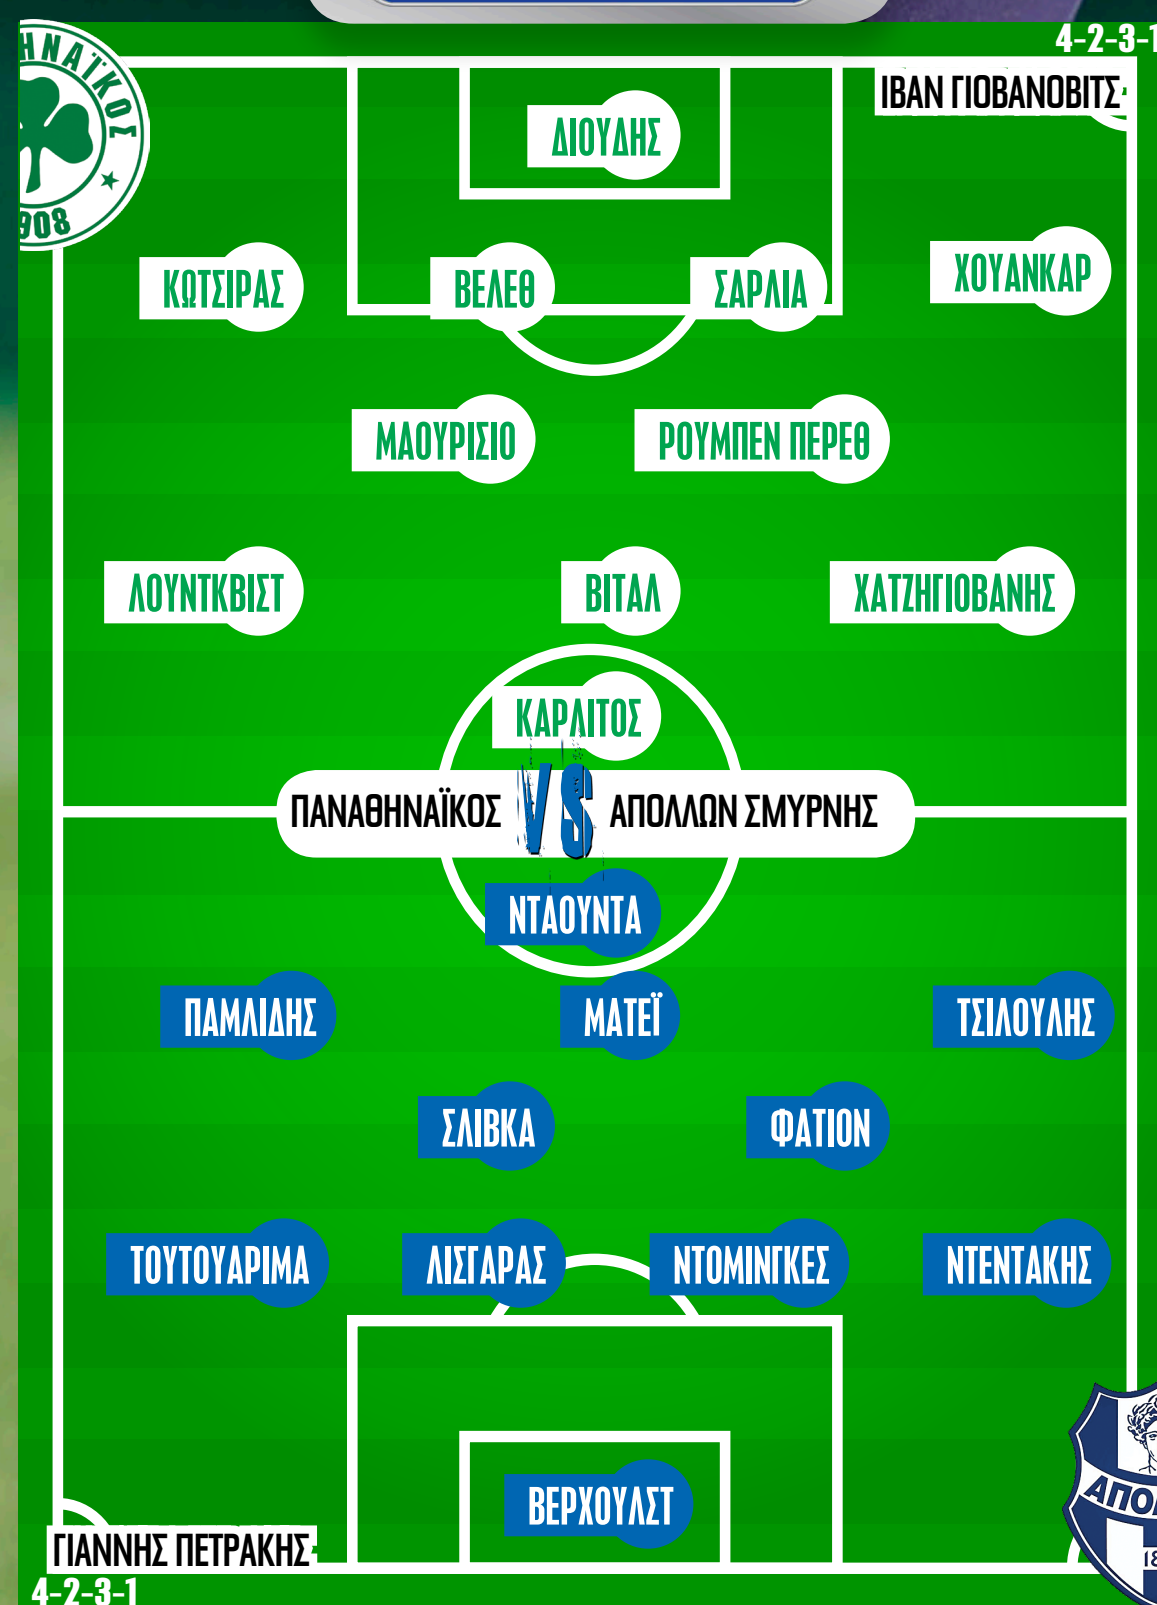 4-2-3-1
ΙΒΑΝ ΓΙΟΒΑΝΟΒΙΤΣ
1908
ΔΙΟΥΔΗΣ
ΚΩΤΣΙΡΑΣ
ΒΕΛΕΘ
ΣΑΡΛΙΑ
ΧΟΥΑΝΚΑΡ
ΜΑΟΥΡΙΣΙΟ
ΡΟΥΜΠΕΝ ΠΕΡΕΘ
ΛΟΥΝΤΚΒΙΣΤ
ΒΙΤΑΛ
ΧΑΤΖΗΓΙΟΒΑΝΗΣ
ΚΑΡΛΙΤΟΣ
ΠΑΝΑΘΗΝΑΪΚΟΣ VS ΑΠΟΛΛΩΝ ΣΜΥΡΝΗΣ
ΝΤΑΟΥΝΤΑ
ΠΑΜΛΙΔΗΣ
ΜΑΤΕΪ
ΤΣΙΛΟΥΛΗΣ
ΣΛΙΒΚΑ
ΦΑΤΙΟΝ
ΤΟΥΤΟΥΑΡΙΜΑ
ΛΙΣΓΑΡΑΣ
ΝΤΟΜΙΝΓΚΕΣ
ΝΤΕΝΤΑΚΗΣ
ΒΕΡΧΟΥΛΣΤ
ΓΙΑΝΝΗΣ ΠΕΤΡΑΚΗΣ
4-2-3-1